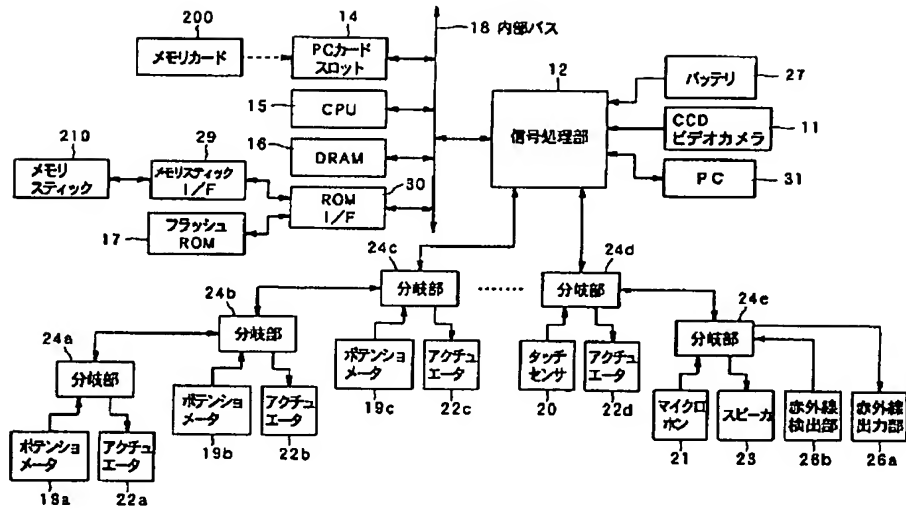 200
メモリカード
14
PCカード
スロット
18 内部バス
12
信号処理部
バッテリ
27
15
CPU
CCD
ビデオカメラ
11
16
DRAM
PC
31
210
メモリ
スティック
29
メモリスティック
I/F
30
ROM
I/F
17
フラッシュ
ROM
24c
分岐部
24d
分岐部
24b
分岐部
24e
分岐部
24a
分岐部
ポテンショ
メータ
19c
アクチュ
エータ
22c
タッチ
センサ
20
アクチュ
エータ
22d
ポテンショ
メータ
19b
アクチュ
エータ
22b
マイクロ
ホン
21
スピーカ
23
赤外線
検出部
26b
赤外線
出力部
26a
ポテンショ
メータ
19a
アクチュ
エータ
22a